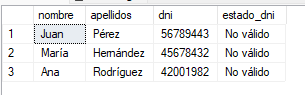 nombre apellidos dni estado_dni
1 Juan Pérez 56789443 No válido
2 María Hernández 45678432 No válido
3 Ana Rodríguez 42001982 No válido